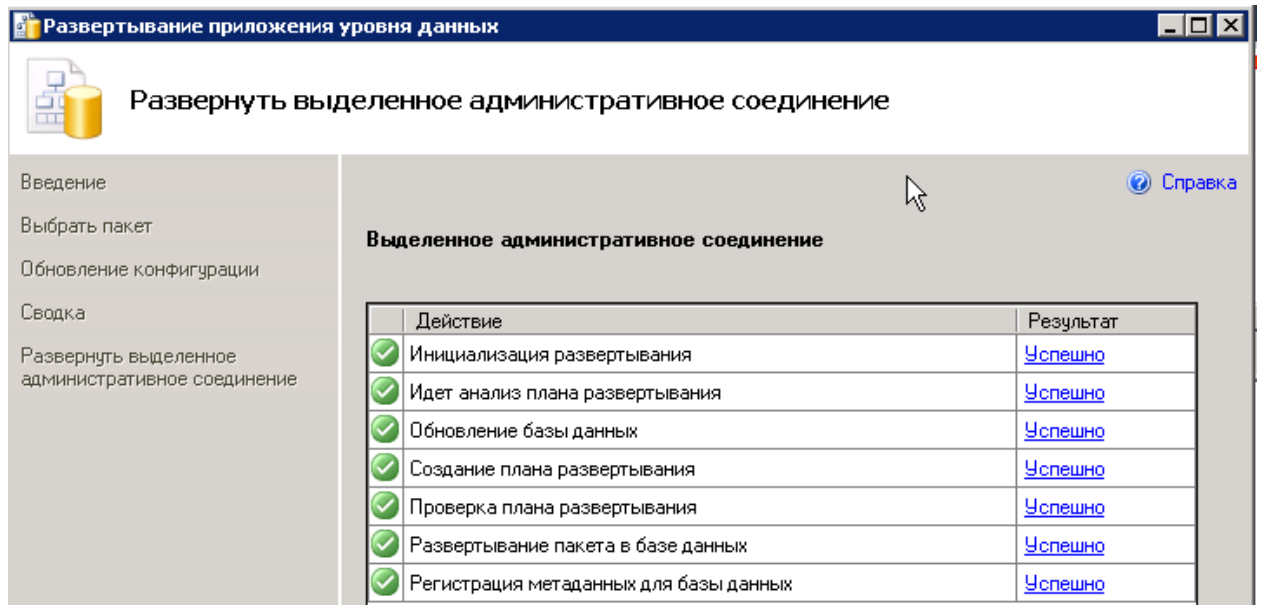 Развертывание приложения уровня данных
Развернуть выделенное административное соединение
Справка
Введение
Выбрать пакет
Обновление конфигурации
Сводка
Развернуть выделенное
административное соединение
Выделенное административное соединение
Действие Результат
Инициализация развертывания Успешно
Идет анализ плана развертывания Успешно
Обновление базы данных Успешно
Создание плана развертывания Успешно
Проверка плана развертывания Успешно
Развертывание пакета в базе данных Успешно
Регистрация метаданных для базы данных Успешно